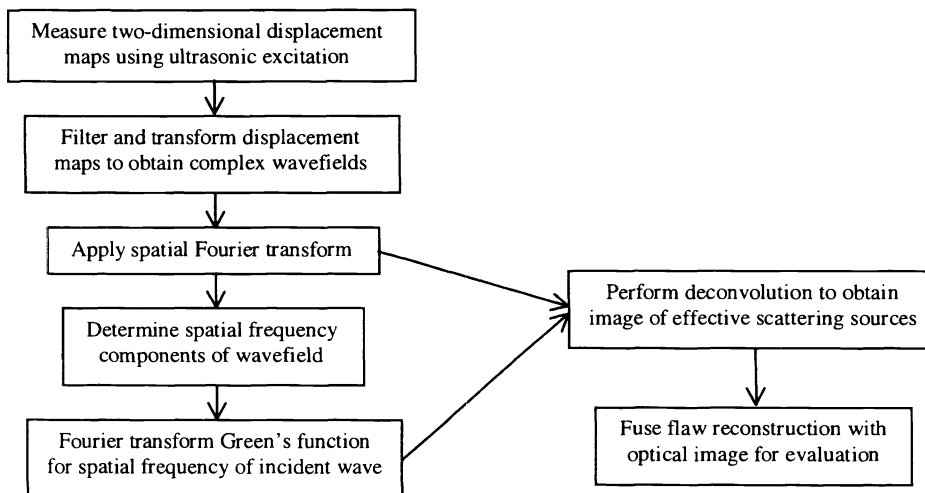 Measure two-dimensional displacement
maps using ultrasonic excitation
Filter and transform displacement
maps to obtain complex wavefields
Apply spatial Fourier transform
Determine spatial frequency
components of wavefield
Fourier transform Green's function
for spatial frequency of incident wave
Perform deconvolution to obtain
image of effective scattering sources
Fuse flaw reconstruction with
optical image for evaluation